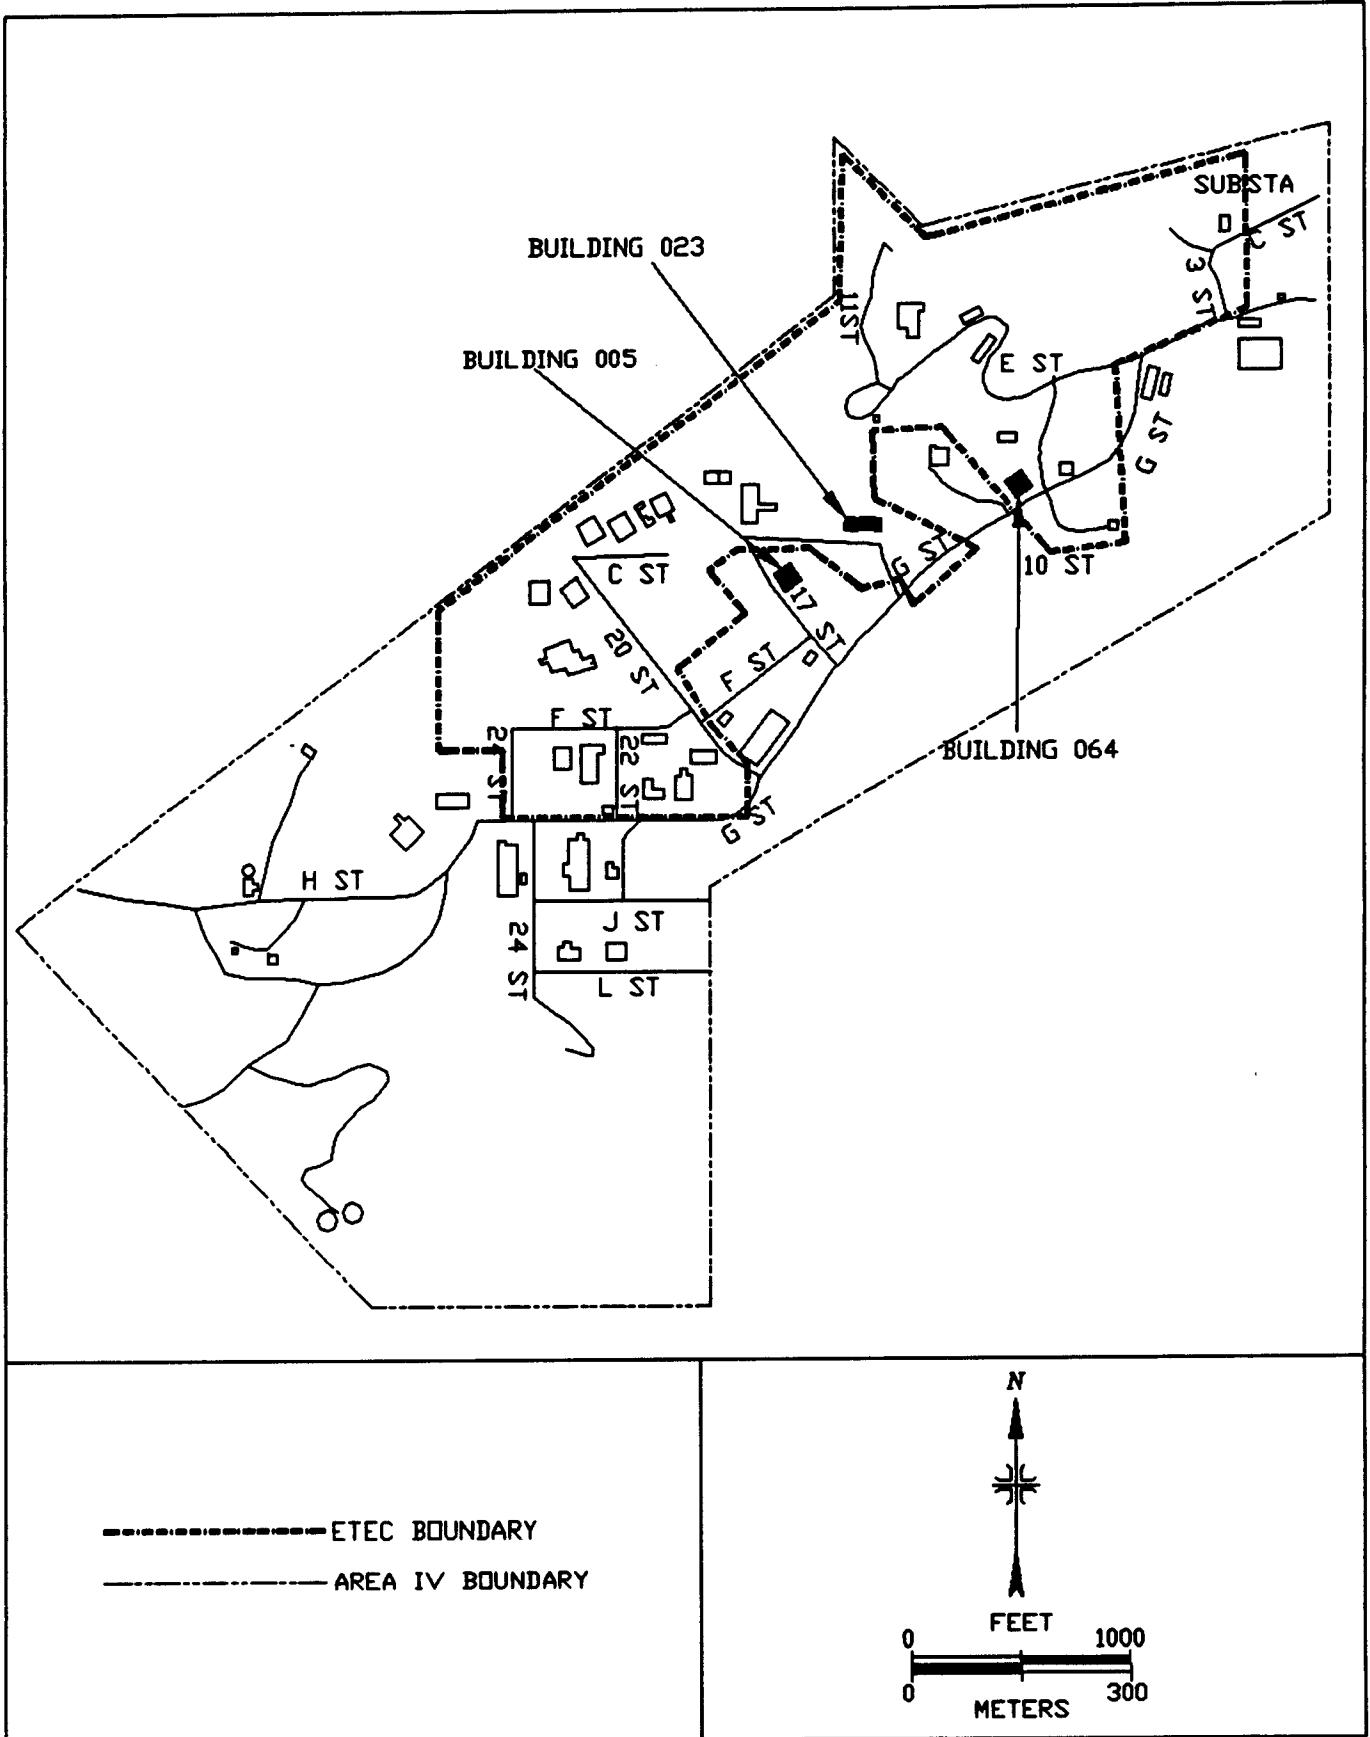 SUBSTA
BUILDING 023
C ST
3 ST
11 ST
BUILDING 005
E ST
G ST
G ST
10 ST
C ST
17 ST
20 ST
F ST
BUILDING 064
F ST
22 ST
G ST
H ST
J ST
24 ST
L ST
N
ETEC BOUNDARY
AREA IV BOUNDARY
FEET
0 1000
0 300
METERS